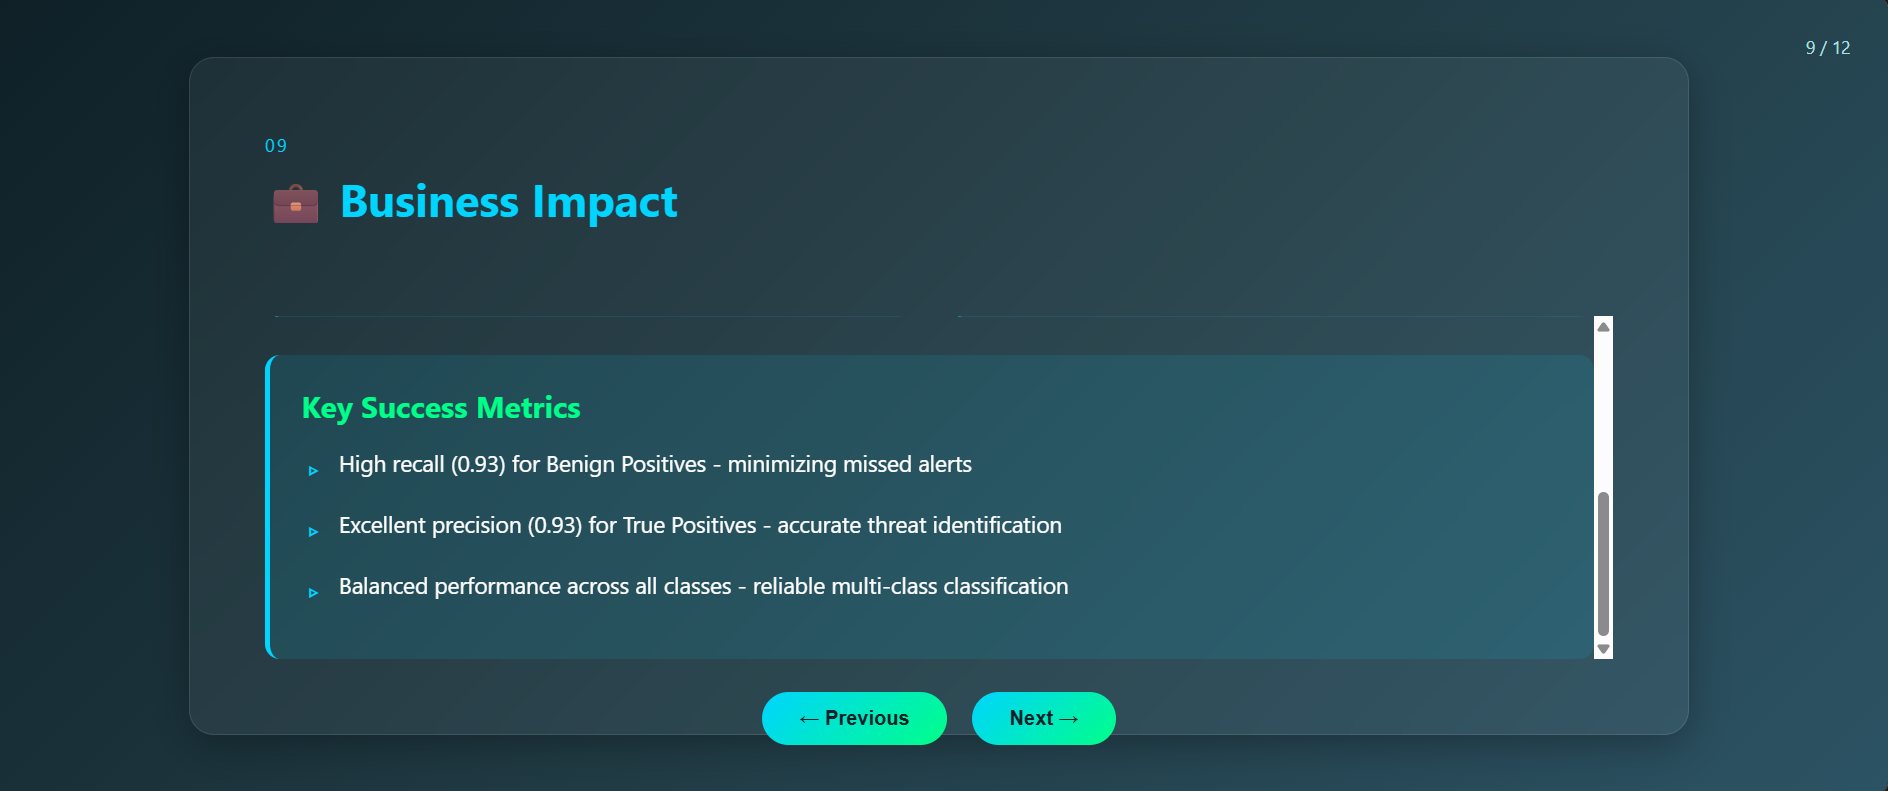 9 / 12
09
Business Impact
Key Success Metrics
▹ High recall (0.93) for Benign Positives - minimizing missed alerts
▹ Excellent precision (0.93) for True Positives - accurate threat identification
▹ Balanced performance across all classes - reliable multi-class classification
← Previous
Next →